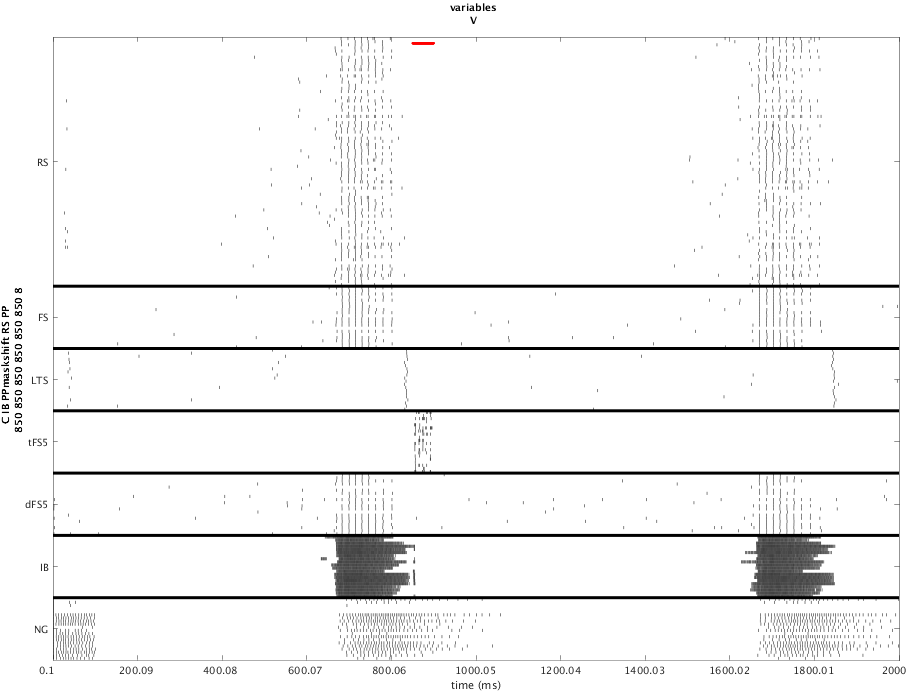 variables
V
C IB PPmaskshift RS PP
850 850 850 850 850 850 850 8
RS
FS
LTS
tFS5
dFS5
IB
NG
0.1 200.09 400.08 600.07 800.06 1000.05 1200.04 1400.03 1600.02 1800.01 2000
time (ms)